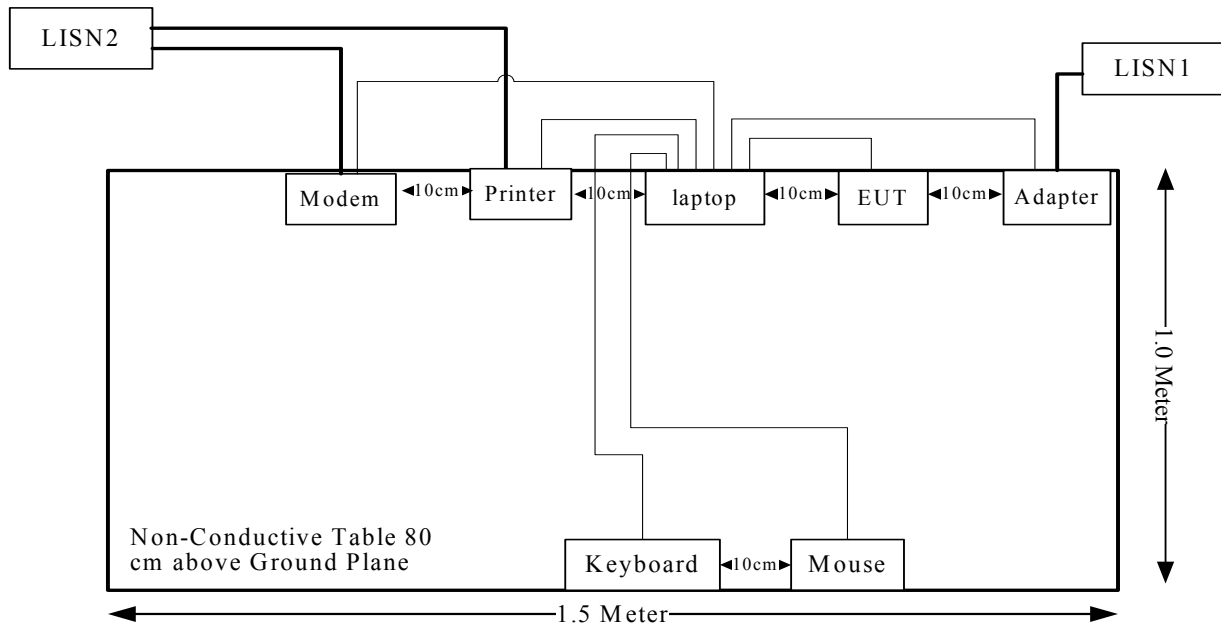 LISN2
LISN1
Modem
10cm
Printer
10cm
laptop
10cm
EUT
10cm
Adapter
1.0 Meter
Non-Conductive Table 80
cm above Ground Plane
Keyboard
10cm
Mouse
1.5 Meter